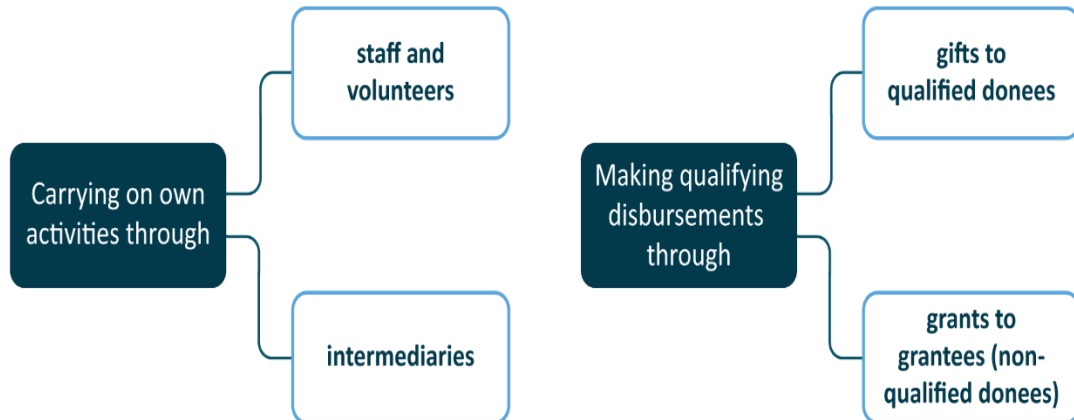 staff and
volunteers
Carrying on own
activities through
intermediaries
gifts to
qualified donees
Making qualifying
disbursements
through
grants to
grantees (non-
qualified donees)